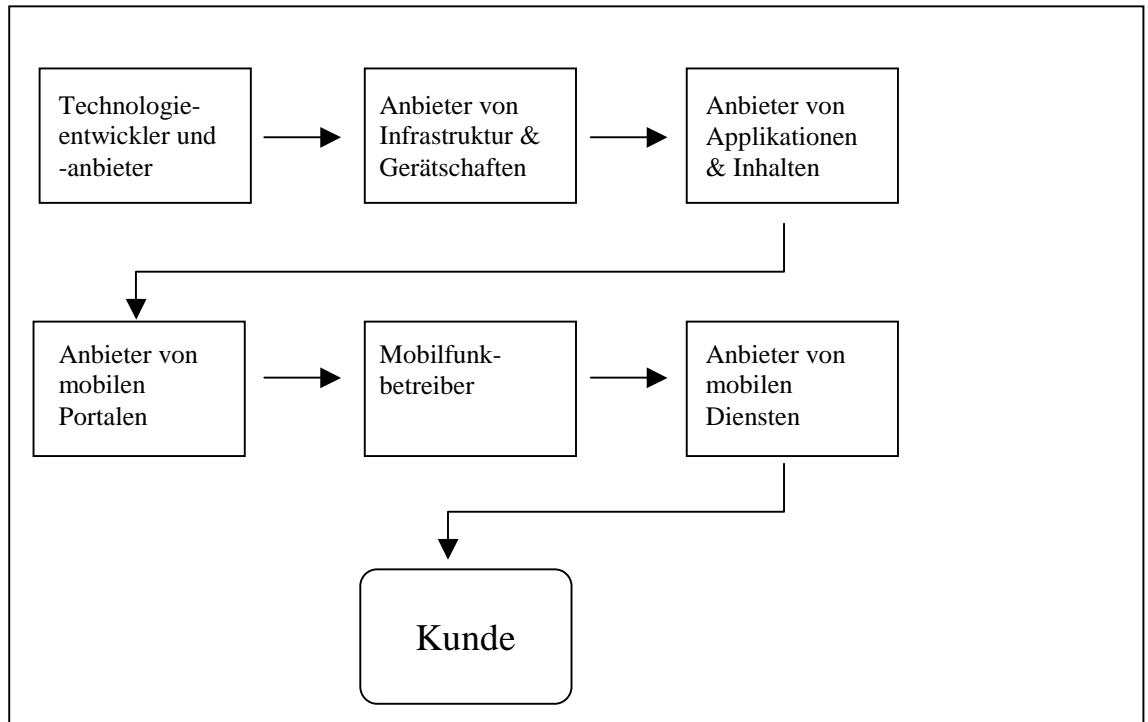 Technologie-
entwickler und
-anbieter
Anbieter von
Infrastruktur &
Gerätschaften
Anbieter von
Applikationen
& Inhalten
Anbieter von
mobilen
Portalen
Mobilfunk-
betreiber
Anbieter von
mobilen
Diensten
Kunde